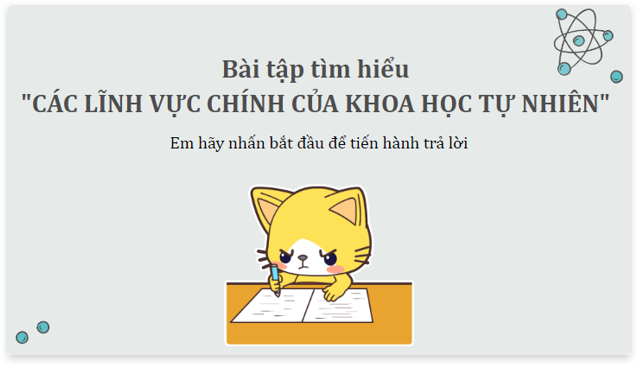 Bài tập tìm hiểu
"CÁC LĨNH VỰC CHÍNH CỦA KHOA HỌC TỰ NHIÊN"
Em hãy nhấn bắt đầu để tiến hành trả lời